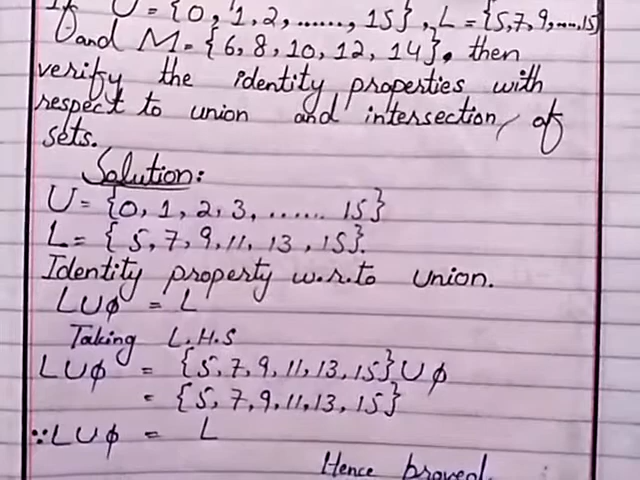 If U = {0, 1, 2, ......, 15}, L = {5, 7, 9, .....15}
and M = {6, 8, 10, 12, 14}, then
verify the identity properties with
respect to union and intersection of
sets.
Solution:
U = {0, 1, 2, 3, ...... 15}
L = {5, 7, 9, 11, 13, 15}.
Identity property w.r.to union.
L∪φ = L
Taking L.H.S
L∪φ = {5, 7, 9, 11, 13, 15}∪φ
= {5, 7, 9, 11, 13, 15}
∵ L∪φ = L
Hence proved.